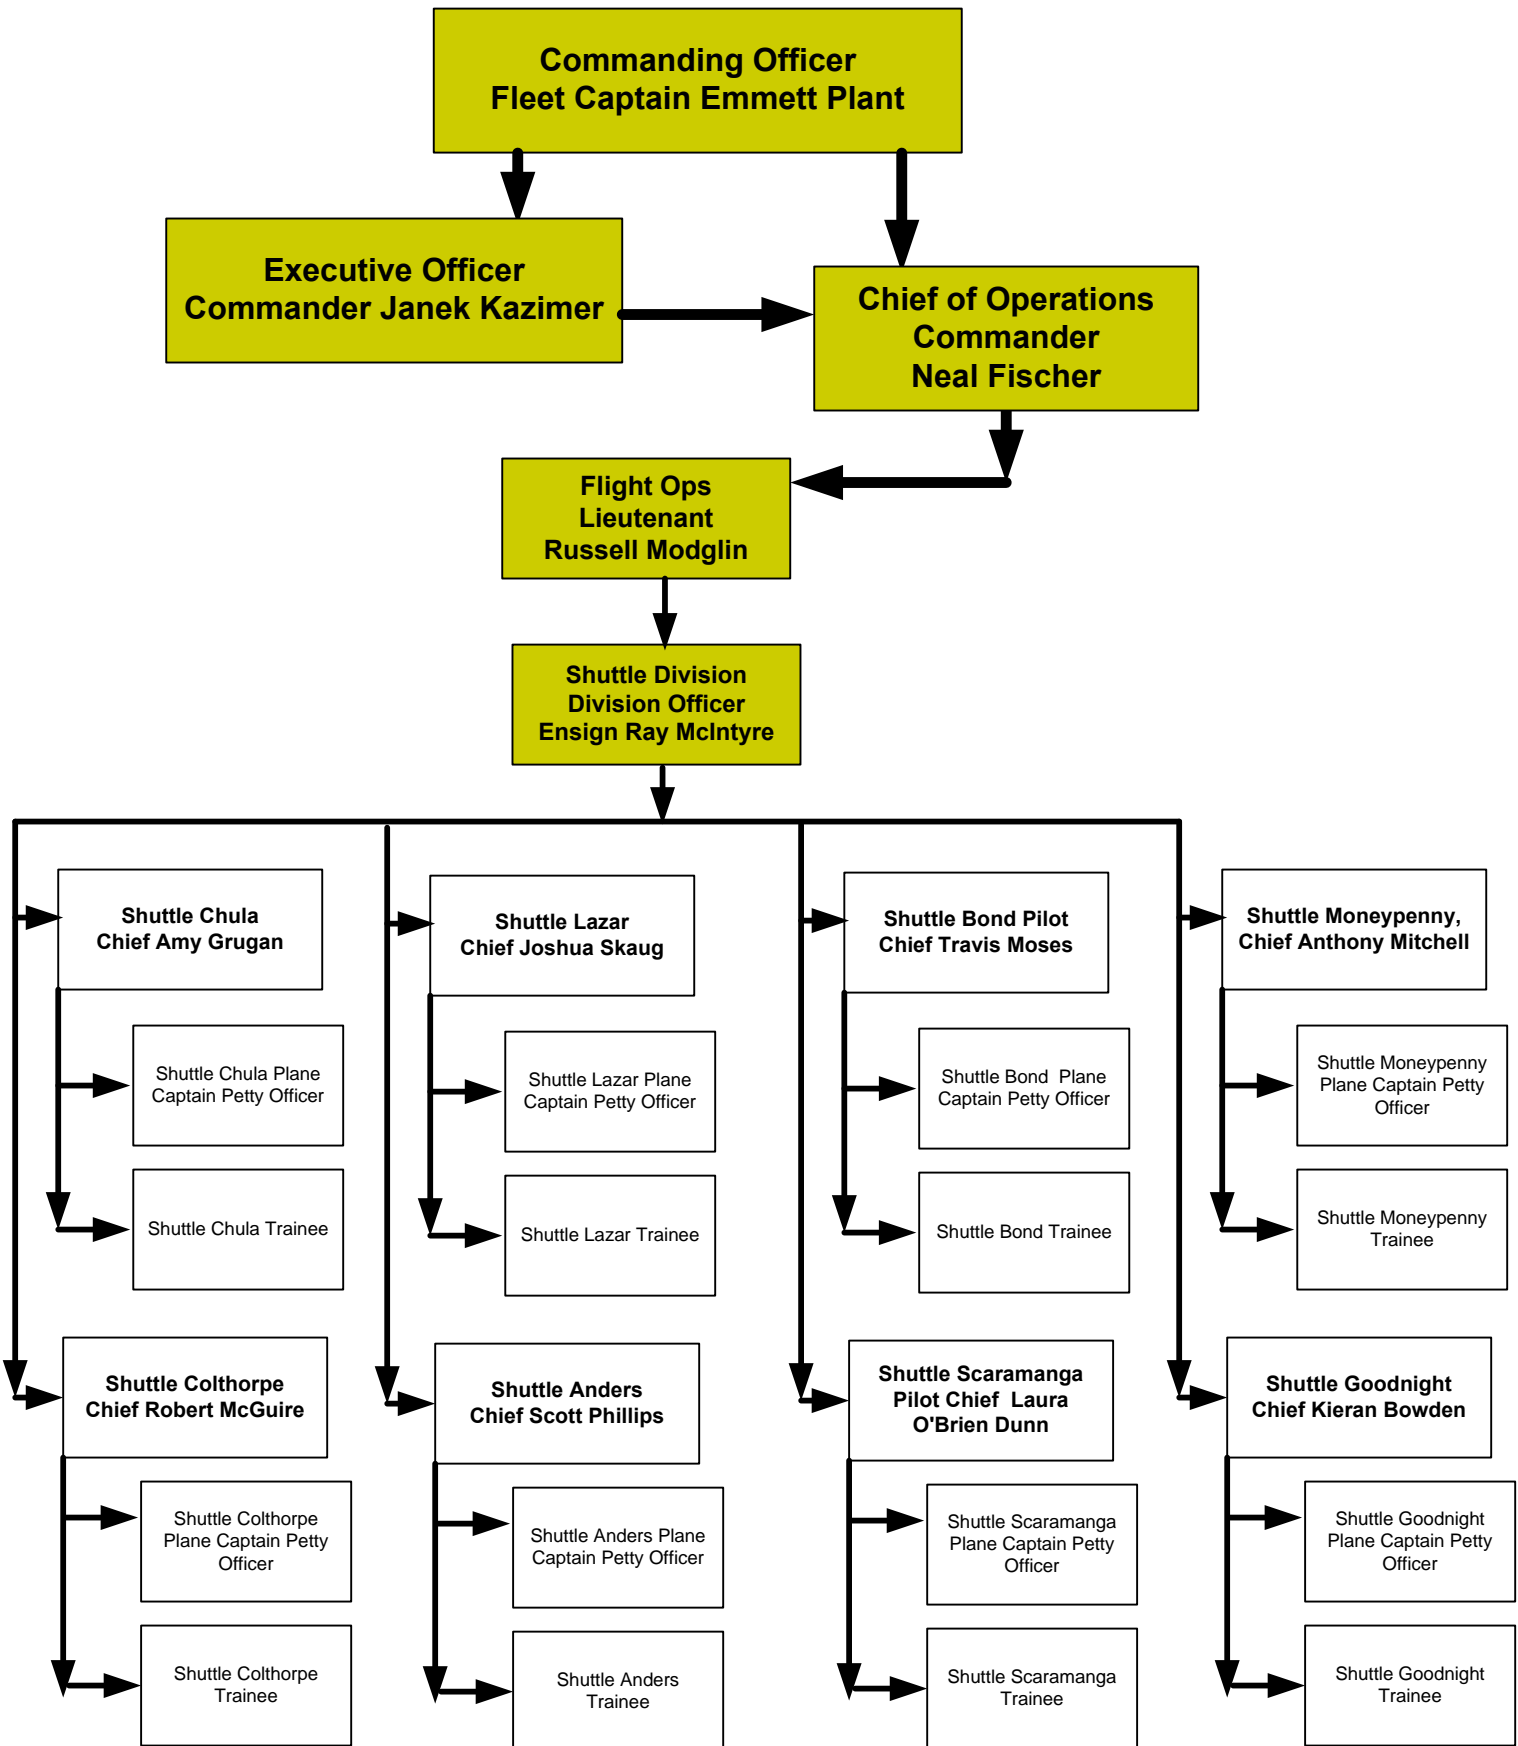 Commanding Officer
Fleet Captain Emmett Plant
Executive Officer
Commander Janek Kazimer
Chief of Operations
Commander
Neal Fischer
Flight Ops
Lieutenant
Russell Modglin
Shuttle Division
Division Officer
Ensign Ray McIntyre
Shuttle Chula
Chief Amy Grugan
Shuttle Lazar
Chief Joshua Skaug
Shuttle Bond Pilot
Chief Travis Moses
Shuttle Moneypenny,
Chief Anthony Mitchell
Shuttle Chula Plane
Captain Petty Officer
Shuttle Lazar Plane
Captain Petty Officer
Shuttle Bond  Plane
Captain Petty Officer
Shuttle Moneypenny
Plane Captain Petty
Officer
Shuttle Chula Trainee
Shuttle Lazar Trainee
Shuttle Bond Trainee
Shuttle Moneypenny
Trainee
Shuttle Colthorpe
Chief Robert McGuire
Shuttle Anders
Chief Scott Phillips
Shuttle Scaramanga
Pilot Chief  Laura
O'Brien Dunn
Shuttle Goodnight
Chief Kieran Bowden
Shuttle Colthorpe
Plane Captain Petty
Officer
Shuttle Anders Plane
Captain Petty Officer
Shuttle Scaramanga
Plane Captain Petty
Officer
Shuttle Goodnight
Plane Captain Petty
Officer
Shuttle Colthorpe
Trainee
Shuttle Anders
Trainee
Shuttle Scaramanga
Trainee
Shuttle Goodnight
Trainee